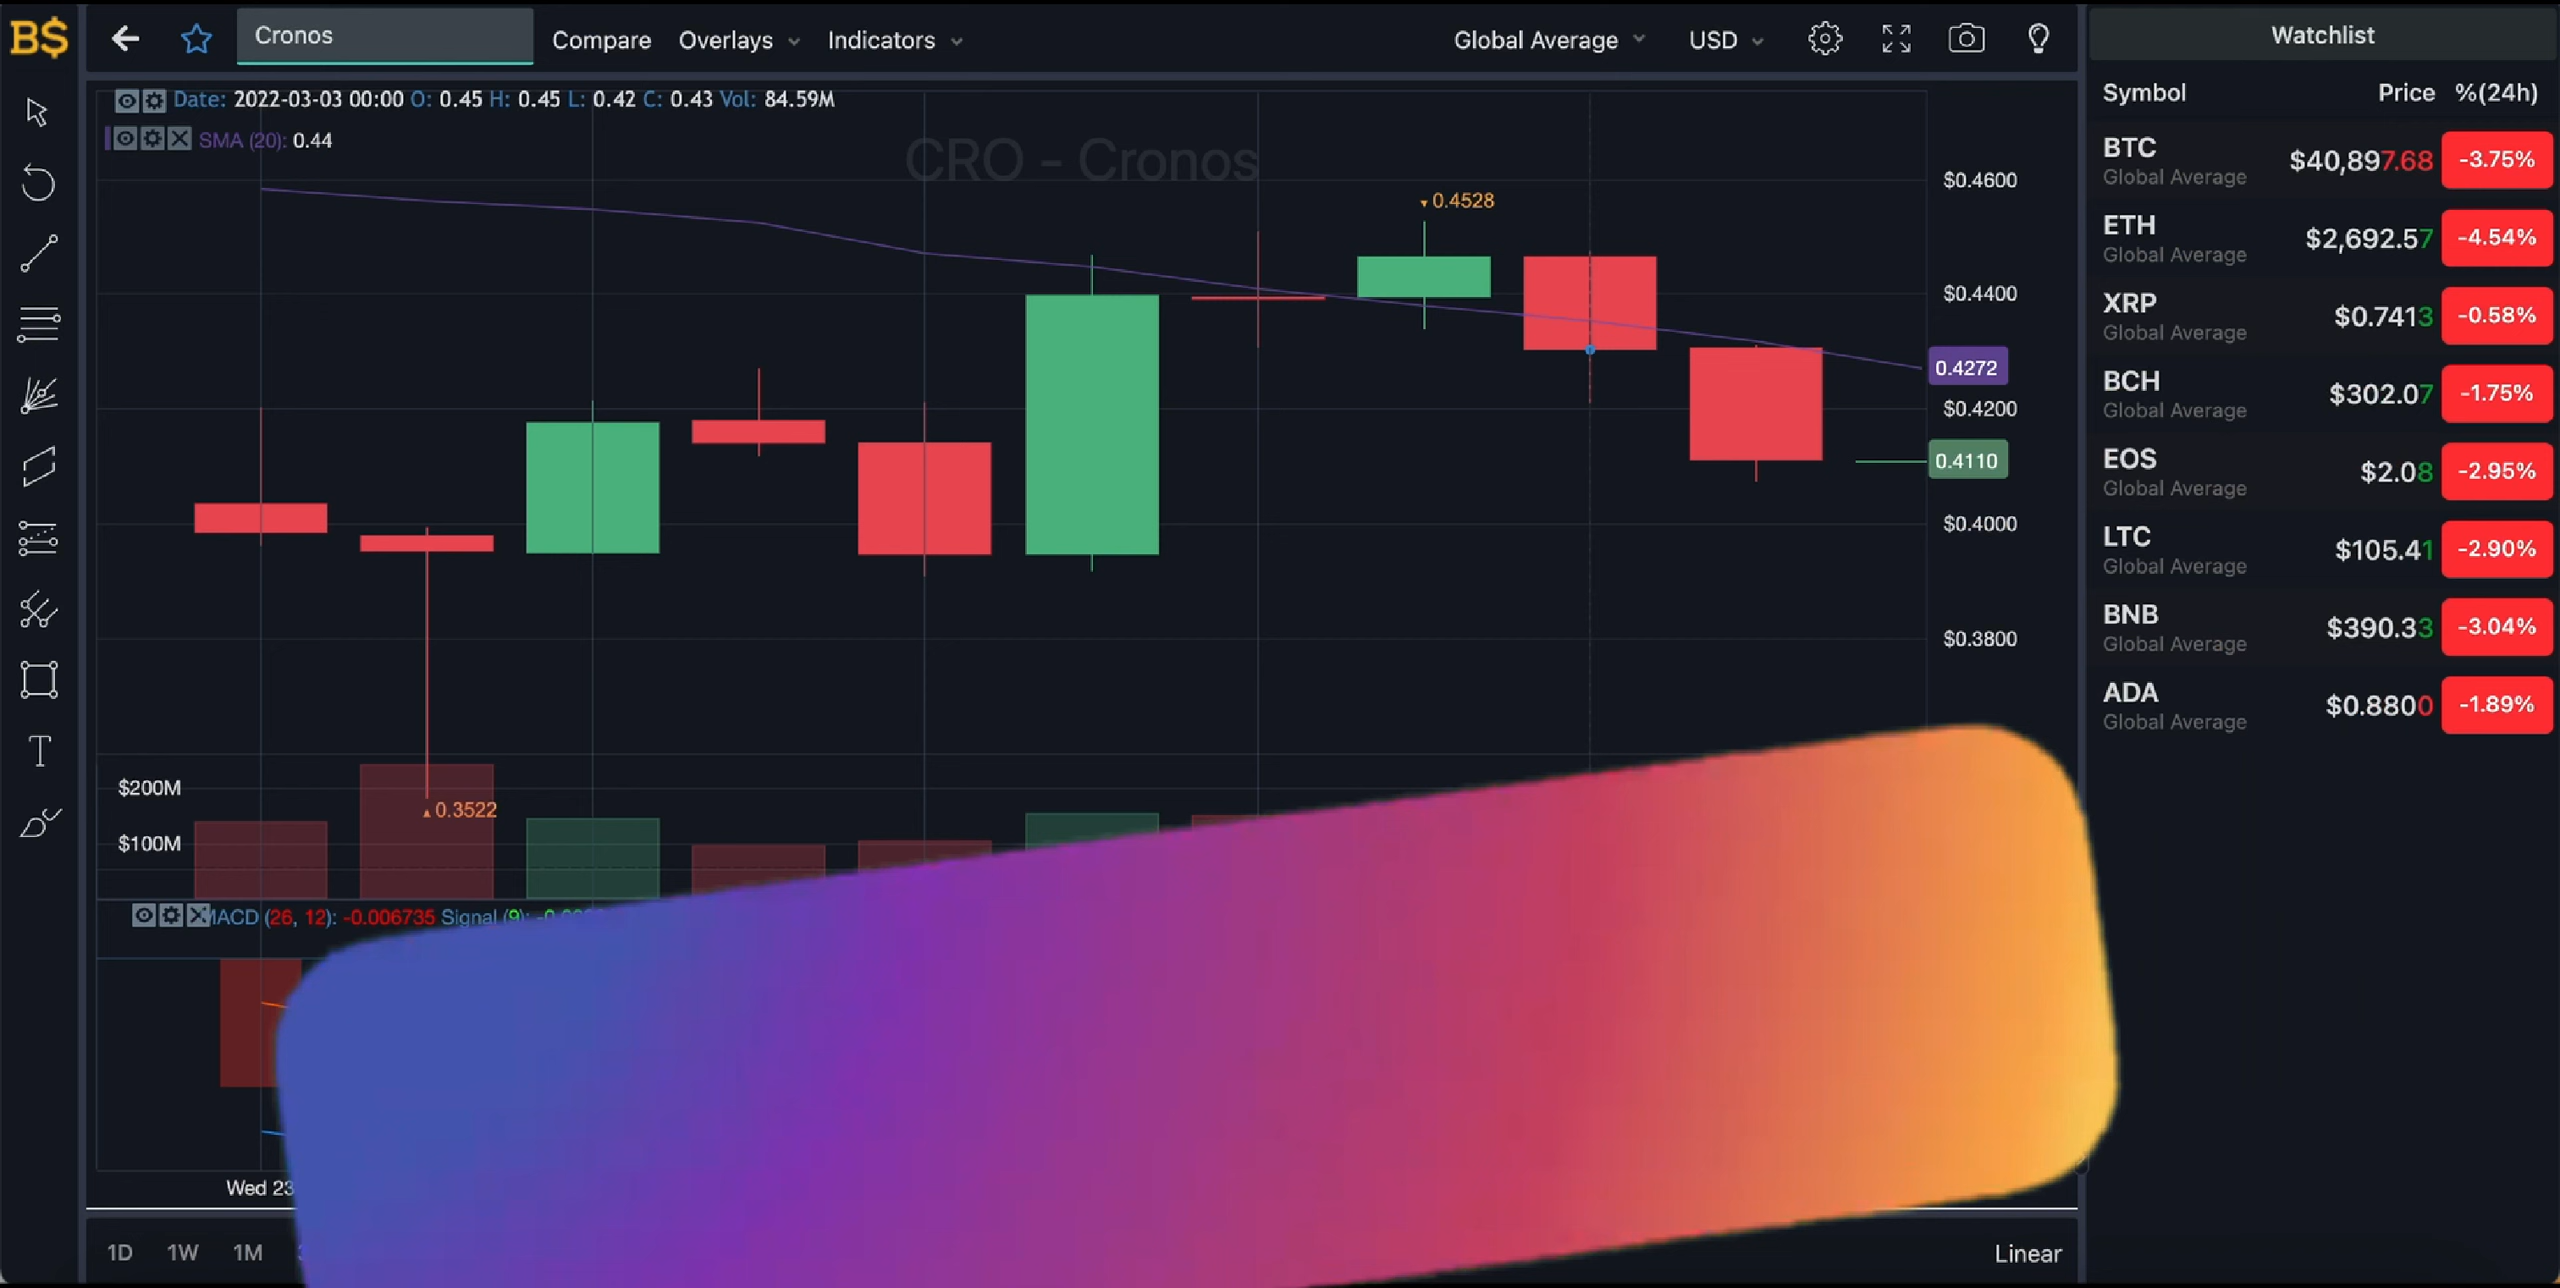 B$
Cronos
Compare
Overlays
Indicators
Global Average
USD
Date: 2022-03-03 00:00 O: 0.45 H: 0.45 L: 0.42 C: 0.43 Vol: 84.59M
SMA (20): 0.44
CRO - Cronos
0.4528
0.3522
$0.4600
$0.4400
0.4272
$0.4200
0.4110
$0.4000
$0.3800
$200M
$100M
MACD (26, 12): -0.006735 Signal (9):
Wed 23
1D 1W 1M
Linear
Watchlist
Symbol Price %(24h)
BTC $40,897.68 -3.75%
Global Average
ETH $2,692.57 -4.54%
Global Average
XRP $0.7413 -0.58%
Global Average
BCH $302.07 -1.75%
Global Average
EOS $2.08 -2.95%
Global Average
LTC $105.41 -2.90%
Global Average
BNB $390.33 -3.04%
Global Average
ADA $0.8800 -1.89%
Global Average